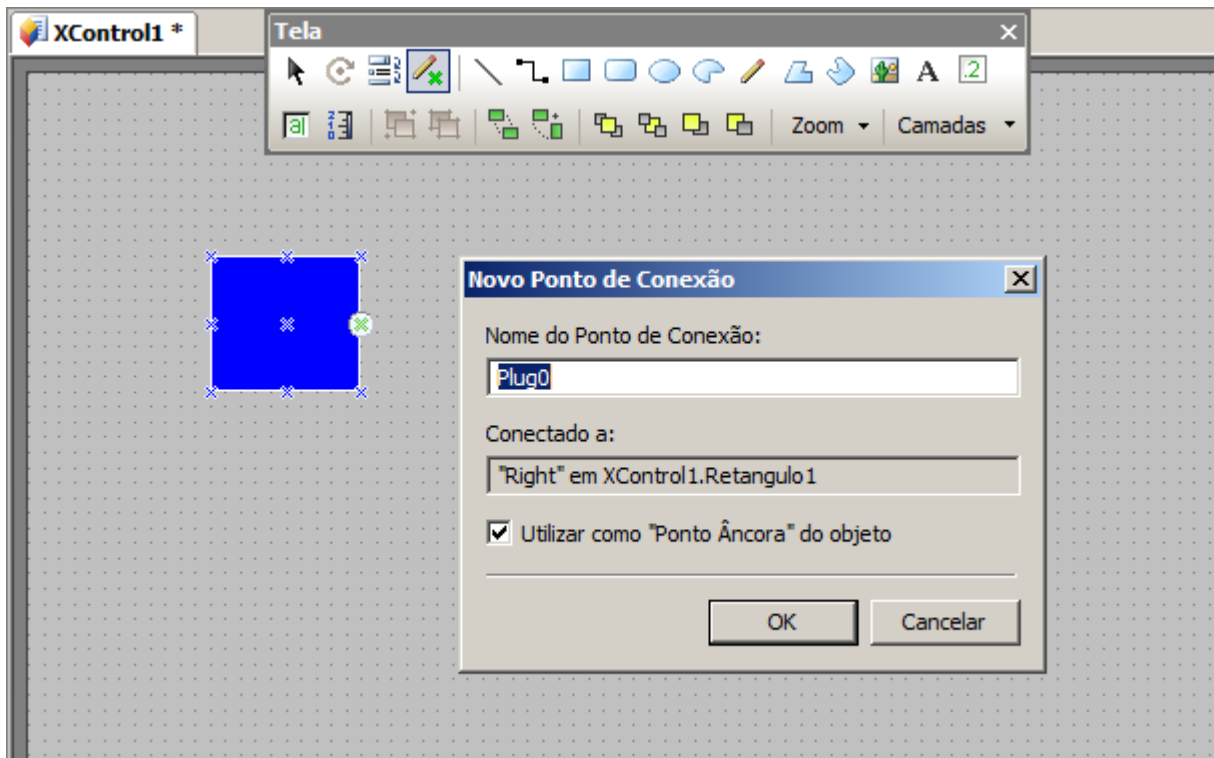 XControl1 *
Tela
A .2
a| 210
Zoom Camadas
Novo Ponto de Conexão
Nome do Ponto de Conexão:
Plug0
Conectado a:
"Right" em XControl1.Retangulo1
Utilizar como "Ponto Âncora" do objeto
OK Cancelar